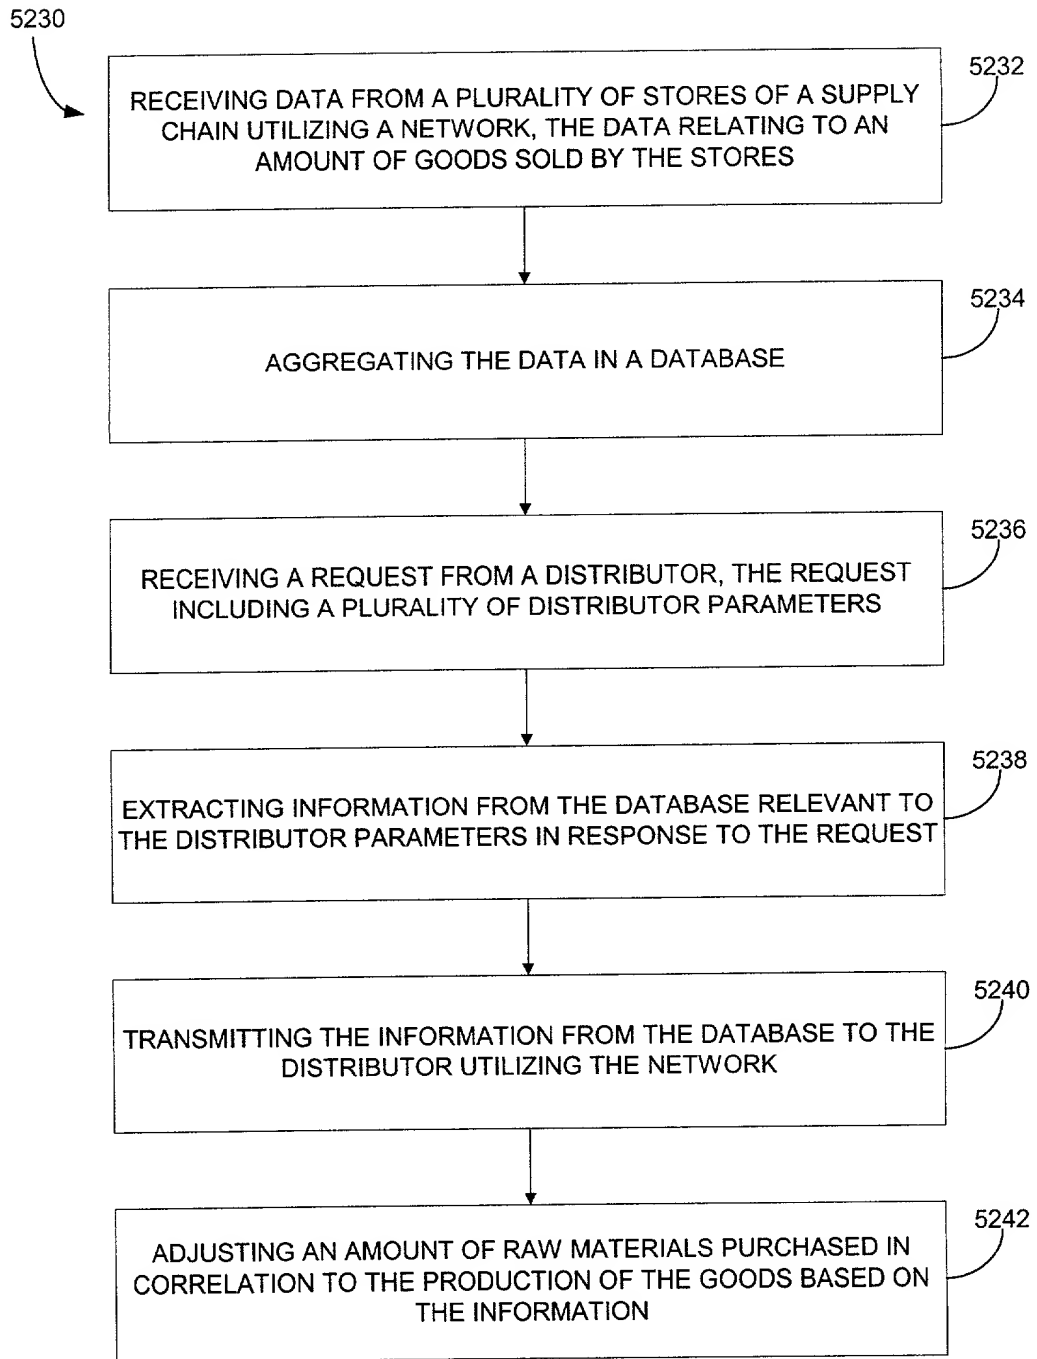 5230
5232
RECEIVING DATA FROM A PLURALITY OF STORES OF A SUPPLY
CHAIN UTILIZING A NETWORK, THE DATA RELATING TO AN
AMOUNT OF GOODS SOLD BY THE STORES
5234
AGGREGATING THE DATA IN A DATABASE
5236
RECEIVING A REQUEST FROM A DISTRIBUTOR, THE REQUEST
INCLUDING A PLURALITY OF DISTRIBUTOR PARAMETERS
5238
EXTRACTING INFORMATION FROM THE DATABASE RELEVANT TO
THE DISTRIBUTOR PARAMETERS IN RESPONSE TO THE REQUEST
5240
TRANSMITTING THE INFORMATION FROM THE DATABASE TO THE
DISTRIBUTOR UTILIZING THE NETWORK
5242
ADJUSTING AN AMOUNT OF RAW MATERIALS PURCHASED IN
CORRELATION TO THE PRODUCTION OF THE GOODS BASED ON
THE INFORMATION